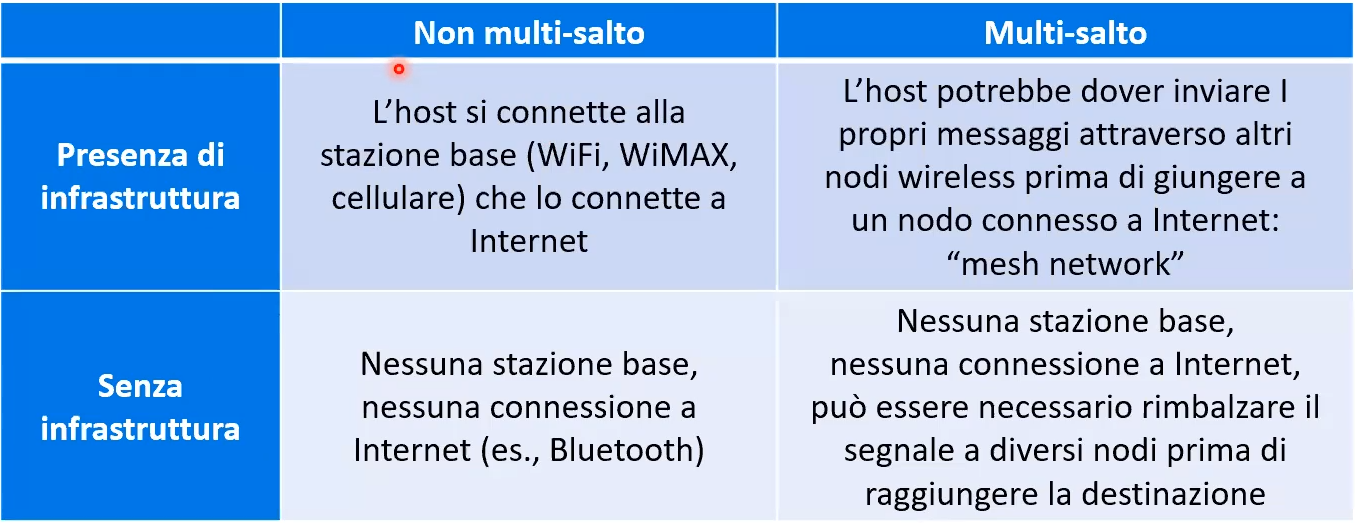 Non multi-salto
Multi-salto
Presenza di
infrastruttura
L’host si connette alla
stazione base (WiFi, WiMAX,
cellulare) che lo connette a
Internet
L’host potrebbe dover inviare I
propri messaggi attraverso altri
nodi wireless prima di giungere a
un nodo connesso a Internet:
“mesh network”
Senza
infrastruttura
Nessuna stazione base,
nessuna connessione a
Internet (es., Bluetooth)
Nessuna stazione base,
nessuna connessione a Internet,
può essere necessario rimbalzare il
segnale a diversi nodi prima di
raggiungere la destinazione